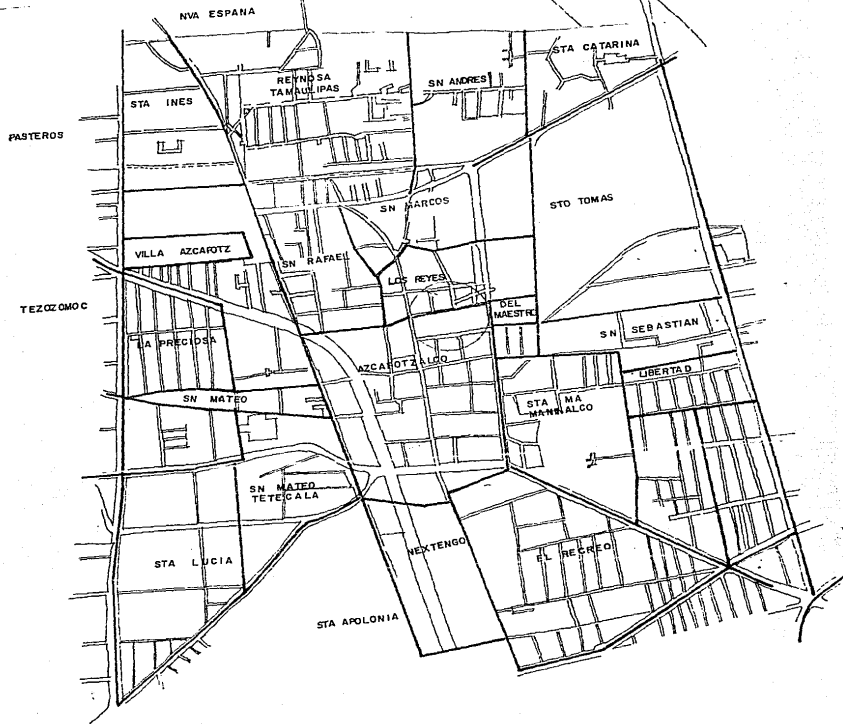 NVA ESPANA
STA CATARINA
REYNOSA
TAMAULIPAS
SN ANDRES
STA INES
PASTEROS
SN MARCOS
STO TOMAS
VILLA AZCAPOTZ
SN RAFAEL
LOS REYES
TEZOZOMOC
DEL
MAESTRO
SN SEBASTIAN
LA PRECIOSA
AZCAPOTZALCO
LIBERTAD
SN MATEO
STA MA
MANINALCO
SN MATEO
TETECALA
NEXTENGO
EL RECREO
STA LUCIA
STA APOLONIA